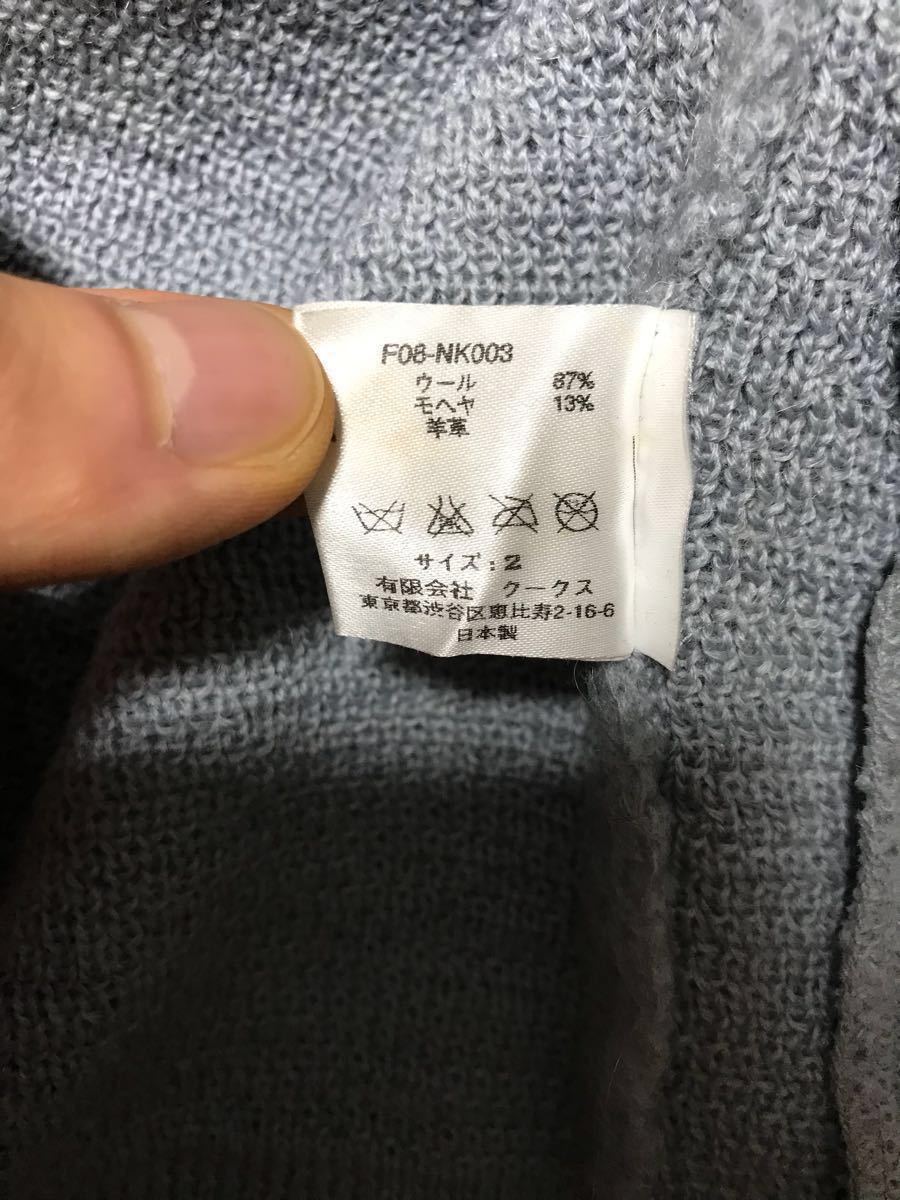 F08-NK003
ウール 87%
モヘヤ 13%
羊革
サイズ:2
有限会社 クークス
東京都渋谷区恵比寿2-16-6
日本製